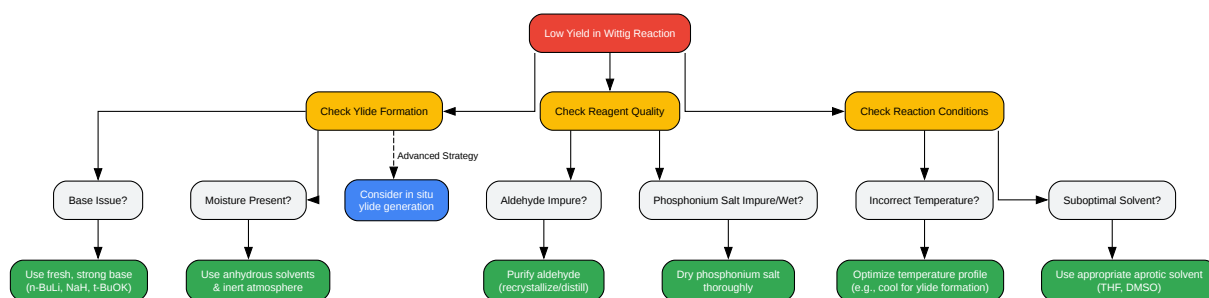 Low Yield in Wittig Reaction
Check Ylide Formation
Check Reagent Quality
Check Reaction Conditions
Advanced Strategy
Base Issue?
Moisture Present?
Consider in situ
ylide generation
Aldehyde Impure?
Phosphonium Salt Impure/Wet?
Incorrect Temperature?
Suboptimal Solvent?
Use fresh, strong base
(n-BuLi, NaH, t-BuOK)
Use anhydrous solvents
& inert atmosphere
Purify aldehyde
(recrystallize/distill)
Dry phosphonium salt
thoroughly
Optimize temperature profile
(e.g., cool for ylide formation)
Use appropriate aprotic solvent
(THF, DMSO)